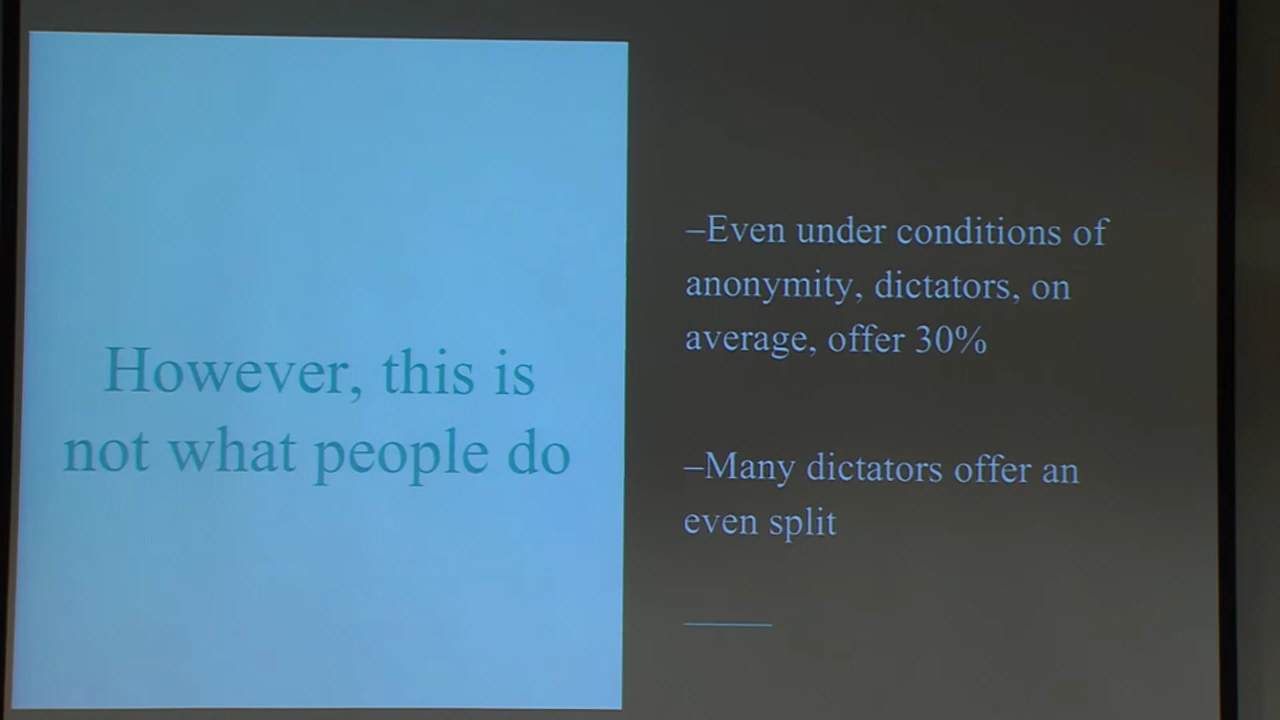 However, this is
not what people do
–Even under conditions of
anonymity, dictators, on
average, offer 30%
–Many dictators offer an
even split